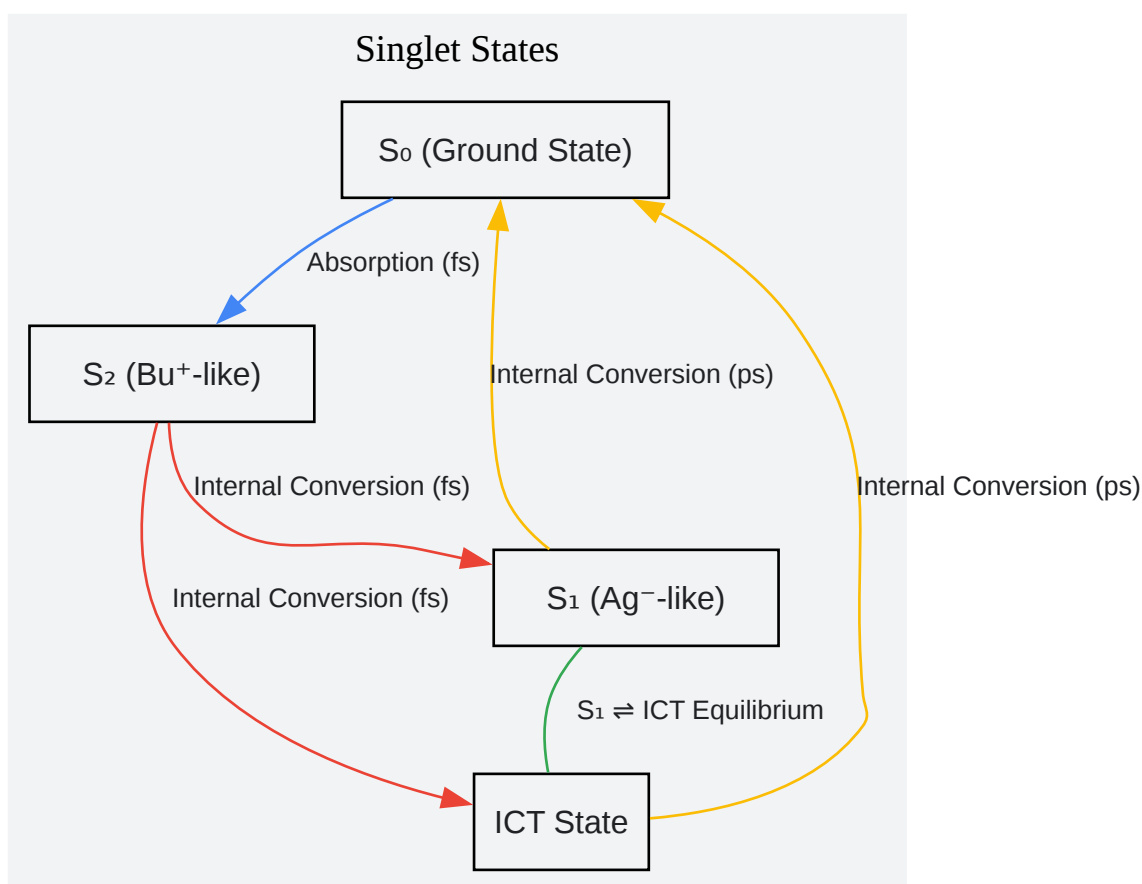 Singlet States
S₀ (Ground State)
Absorption (fs)
S₂ (Bu⁺-like)
Internal Conversion (ps)
Internal Conversion (fs)
Internal Conversion (ps)
S₁ (Ag⁻-like)
Internal Conversion (fs)
S₁ ⇌ ICT Equilibrium
ICT State